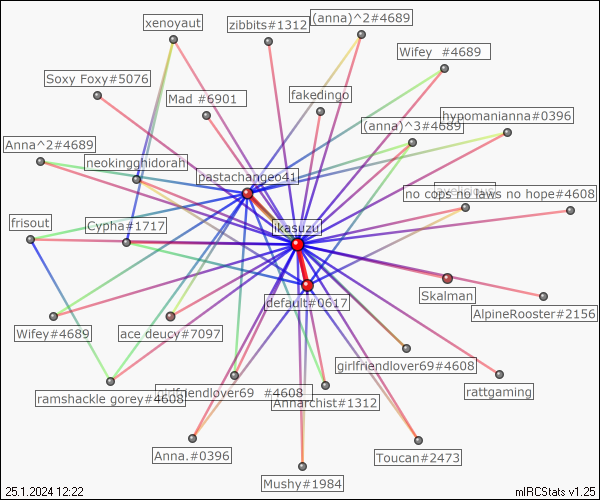 xenoyaut
zibbits#1312
(anna)^2#4689
Wifey #4689
Soxy Foxy#5076
Mad #6901
fakedingo
hypomanianna#0396
(anna)^3#4689
Anna^2#4689
neokingghidorah
pastachangeo41
no cops no laws no hope#4608
frisout
Cypha#1717
ikasuzu
Skalman
default#0617
AlpineRooster#2156
Wifey#4689
ace deucy#7097
girlfriendlover69#4608
ramshackle gorey#4608
girlfriendlover69 #4608
Annarchist#1312
rattgaming
Anna.#0396
Toucan#2473
Mushy#1984
25.1.2024 12:22
mIRCStats v1.25